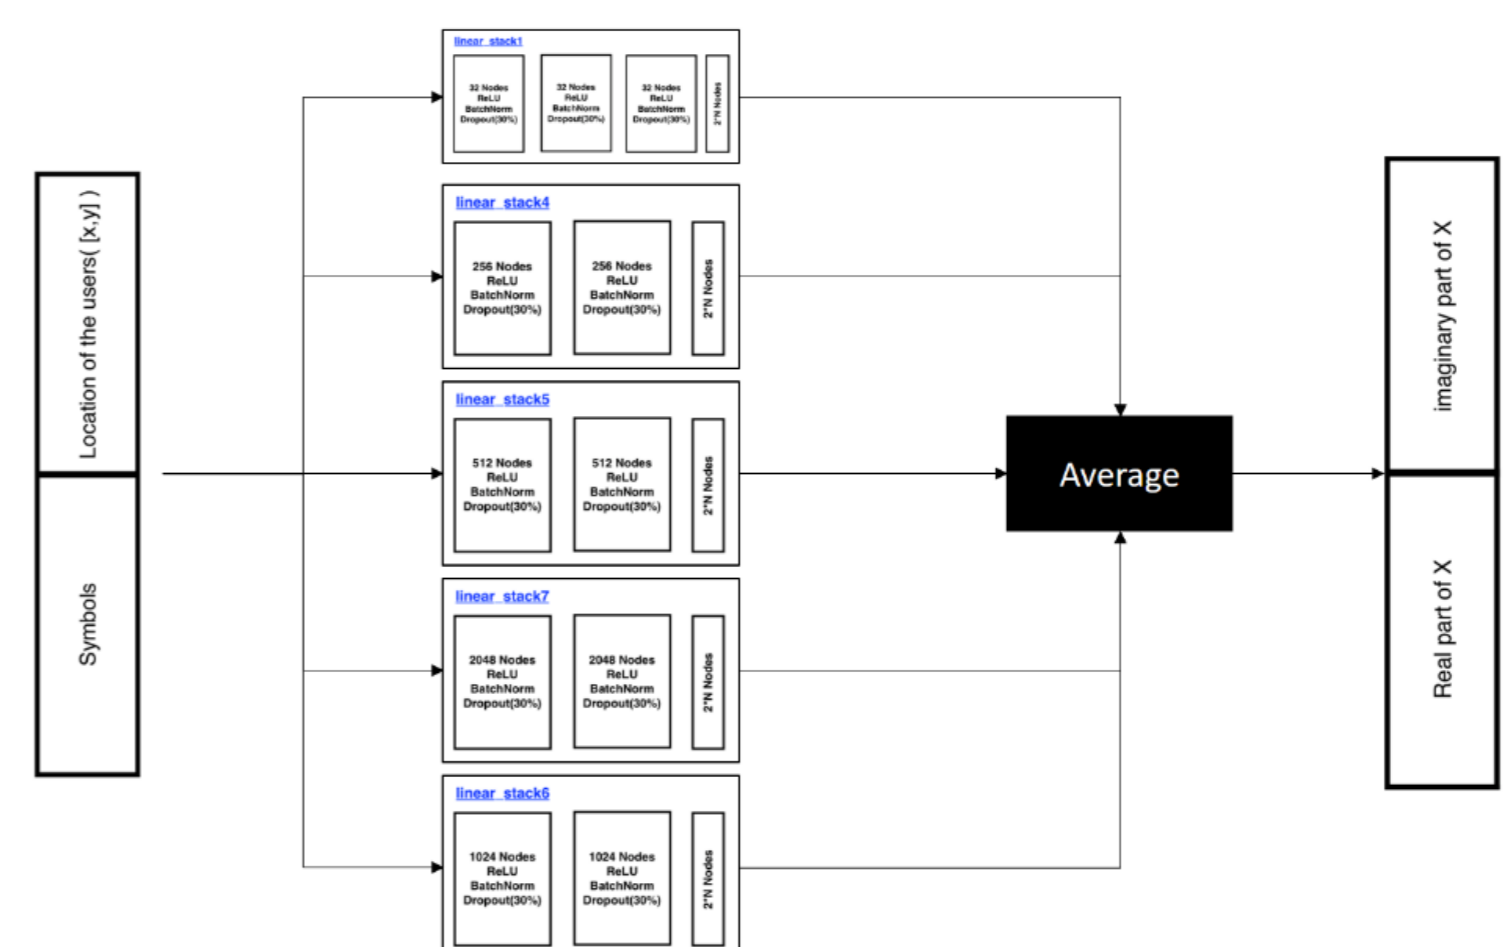 Location of the users( [x,y] )
Symbols
linear_stack1
32 Nodes
ReLU
BatchNorm
Dropout(30%)
32 Nodes
ReLU
BatchNorm
Dropout(30%)
32 Nodes
ReLU
BatchNorm
Dropout(30%)
2*N Nodes
linear_stack4
256 Nodes
ReLU
BatchNorm
Dropout(30%)
256 Nodes
ReLU
BatchNorm
Dropout(30%)
2*N Nodes
linear_stack5
512 Nodes
ReLU
BatchNorm
Dropout(30%)
512 Nodes
ReLU
BatchNorm
Dropout(30%)
2*N Nodes
linear_stack7
2048 Nodes
ReLU
BatchNorm
Dropout(30%)
2048 Nodes
ReLU
BatchNorm
Dropout(30%)
2*N Nodes
linear_stack6
1024 Nodes
ReLU
BatchNorm
Dropout(30%)
1024 Nodes
ReLU
BatchNorm
Dropout(30%)
2*N Nodes
Average
imaginary part of X
Real part of X